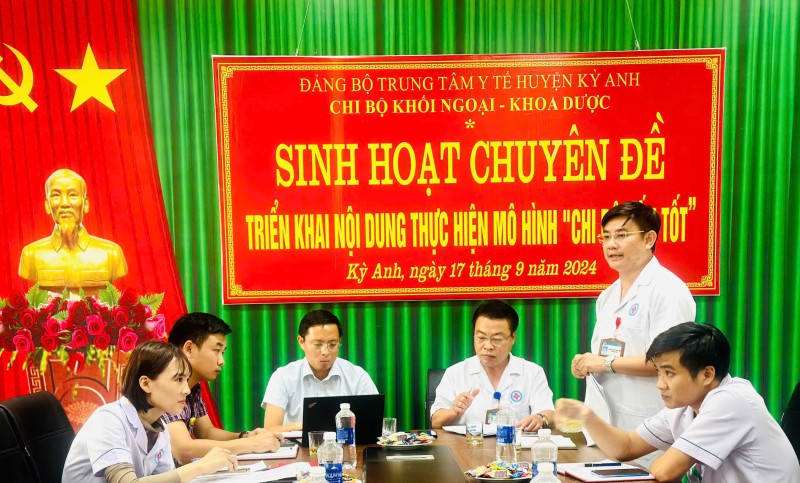 ĐẢNG BỘ TRUNG TÂM Y TẾ HUYỆN KỲ ANH
CHI BỘ KHỐI NGOẠI - KHOA DƯỢC
*
SINH HOẠT CHUYÊN ĐỀ
TRIỂN KHAI NỘI DUNG THỰC HIỆN MÔ HÌNH "CHI TỐT"
Kỳ Anh, ngày 17 tháng 9 năm 2024